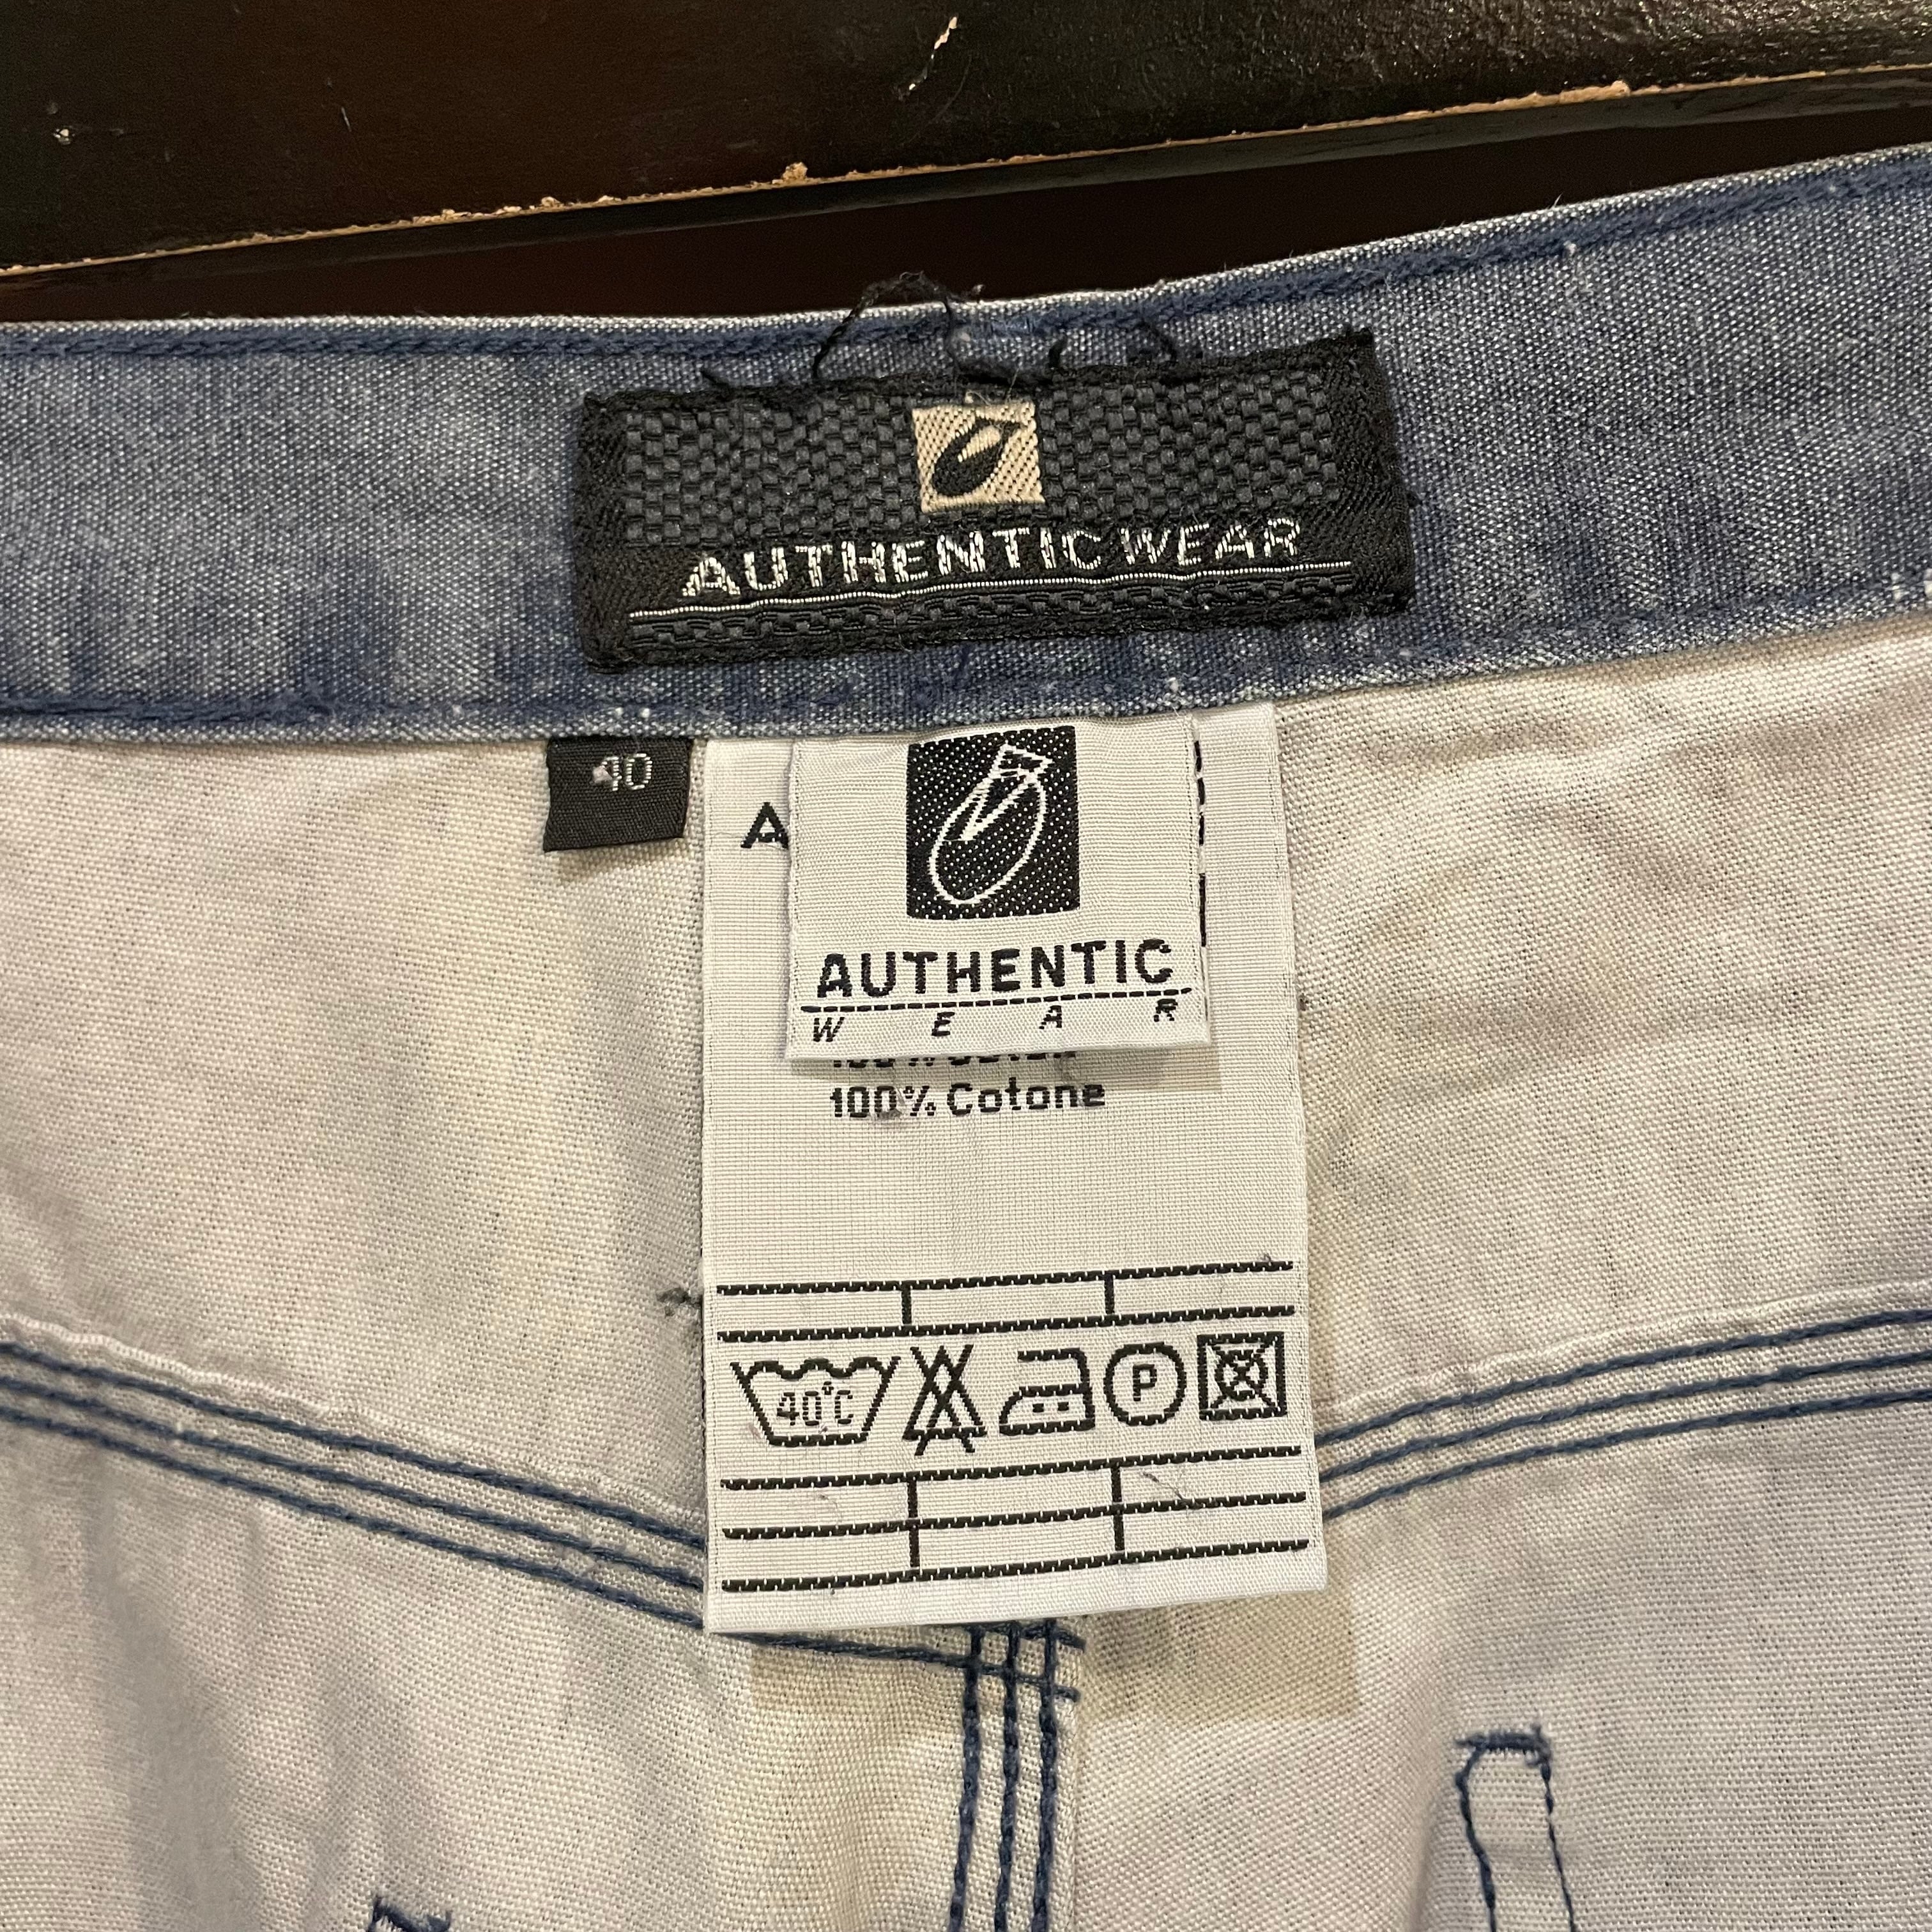 AUTHENTIC WEAR
40
A
AUTHENTIC
WEAR
100% Cotone
40°C
P